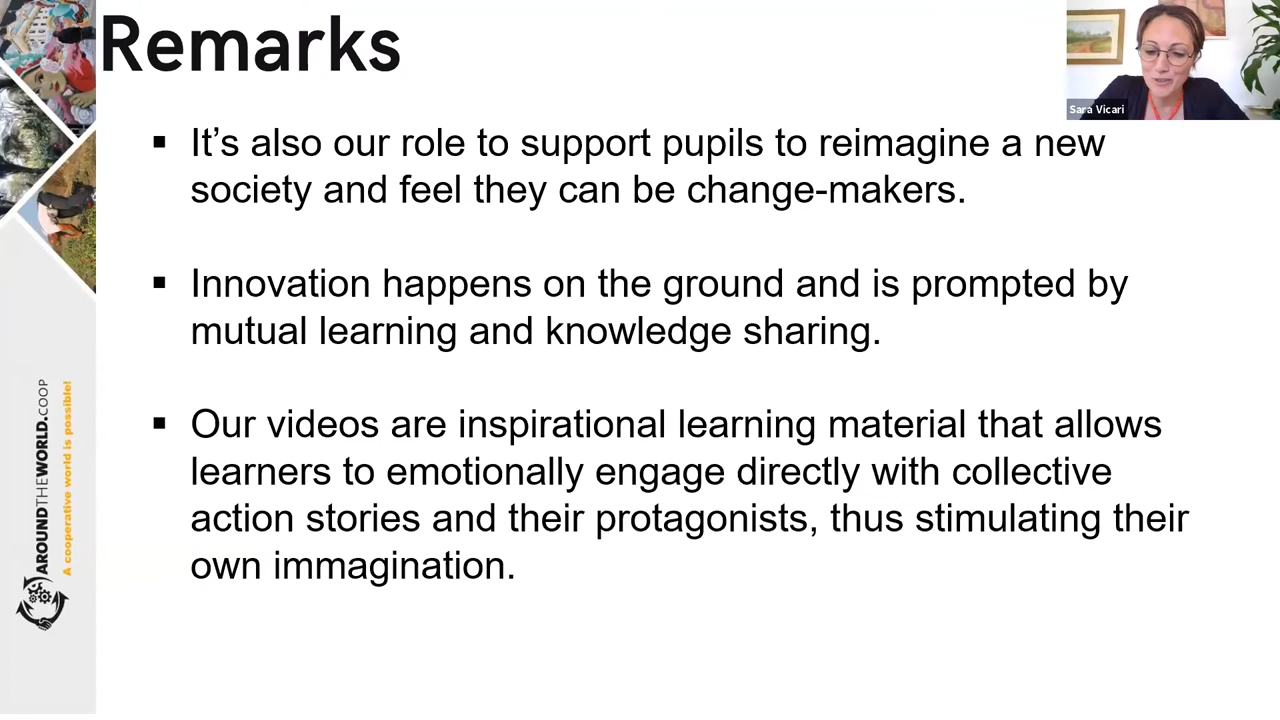 Remarks
Sara Vicari
▪ It's also our role to support pupils to reimagine a new
society and feel they can be change-makers.
▪ Innovation happens on the ground and is prompted by
mutual learning and knowledge sharing.
▪ Our videos are inspirational learning material that allows
learners to emotionally engage directly with collective
action stories and their protagonists, thus stimulating their
own immagination.
AROUNDTHEWORLD.COOP
A cooperative world is possible!